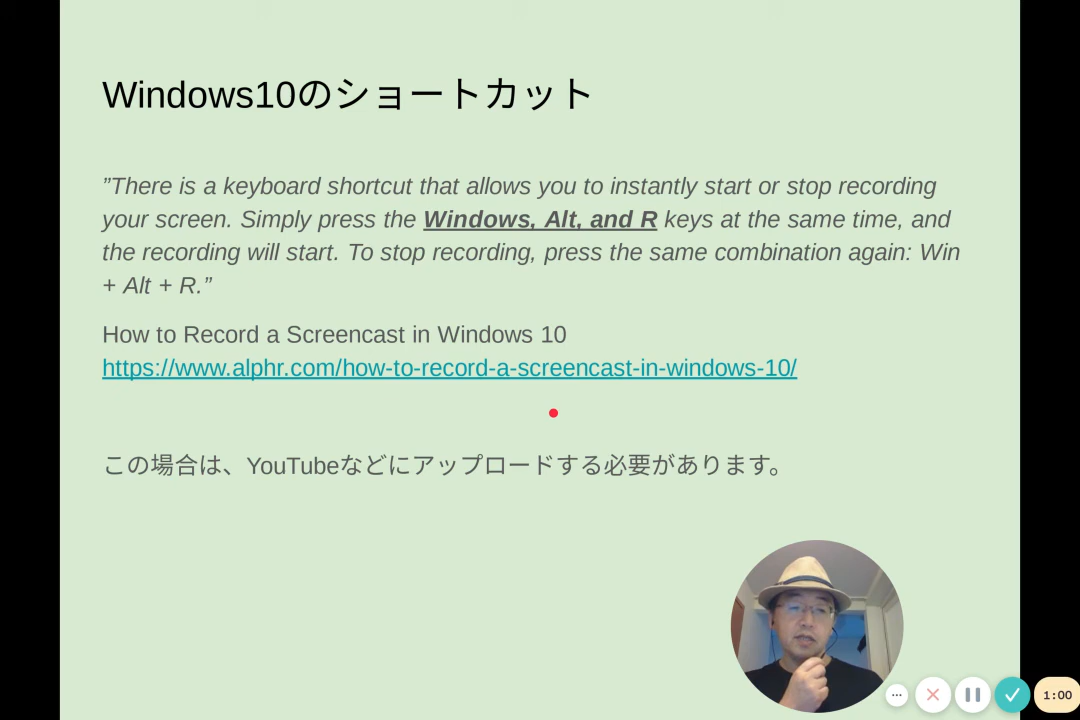 Windows10のショートカット
”There is a keyboard shortcut that allows you to instantly start or stop recording
your screen. Simply press the Windows, Alt, and R keys at the same time, and
the recording will start. To stop recording, press the same combination again: Win
+ Alt + R.”
How to Record a Screencast in Windows 10
https://www.alphr.com/how-to-record-a-screencast-in-windows-10/
この場合は、YouTubeなどにアップロードする必要があります。
1:00